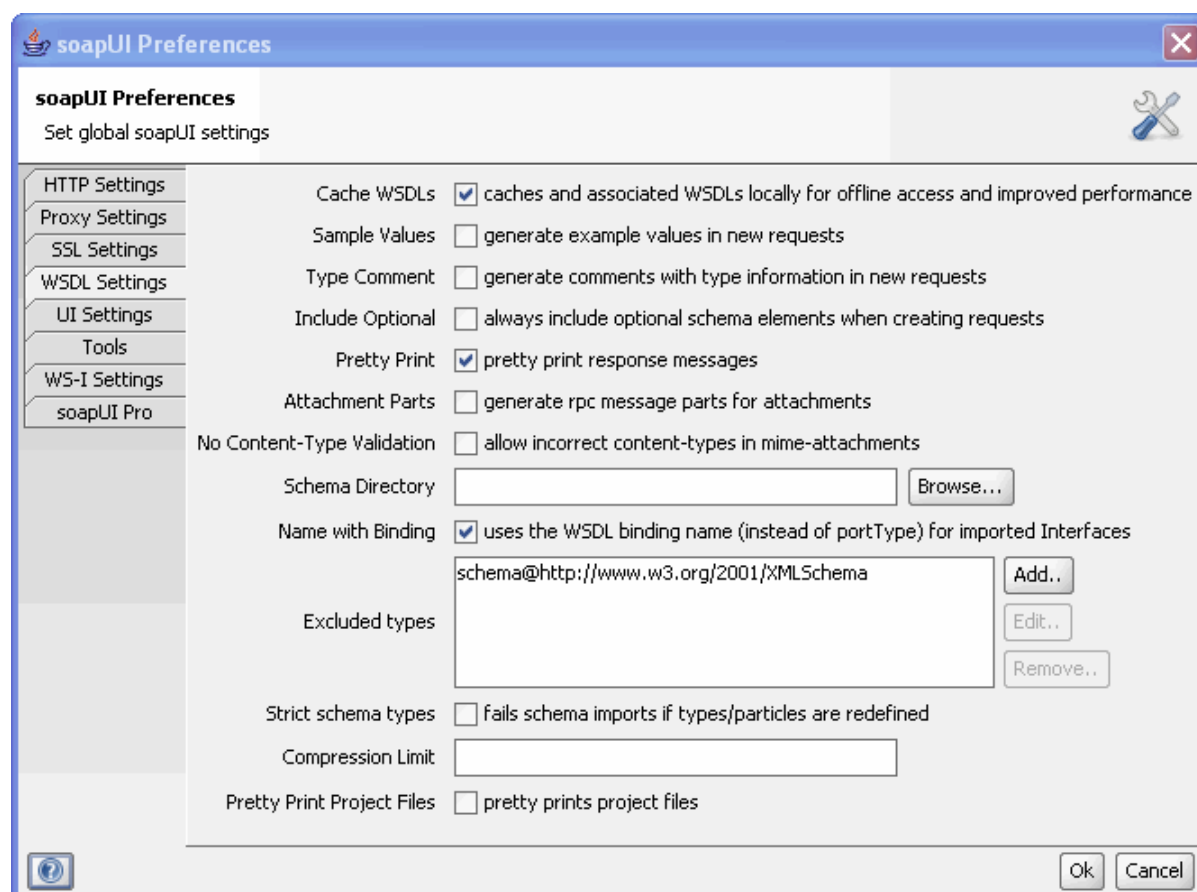 soapUI Preferences
soapUI Preferences
Set global soapUI settings
HTTP Settings
Proxy Settings
SSL Settings
WSDL Settings
UI Settings
Tools
WS-I Settings
soapUI Pro
Cache WSDLs caches and associated WSDLs locally for offline access and improved performance
Sample Values generate example values in new requests
Type Comment generate comments with type information in new requests
Include Optional always include optional schema elements when creating requests
Pretty Print pretty print response messages
Attachment Parts generate rpc message parts for attachments
No Content-Type Validation allow incorrect content-types in mime-attachments
Schema Directory Browse...
Name with Binding uses the WSDL binding name (instead of portType) for imported Interfaces
schema@http://www.w3.org/2001/XMLSchema Add..
Excluded types Edit..
Remove..
Strict schema types fails schema imports if types/particles are redefined
Compression Limit
Pretty Print Project Files pretty prints project files
? Ok Cancel